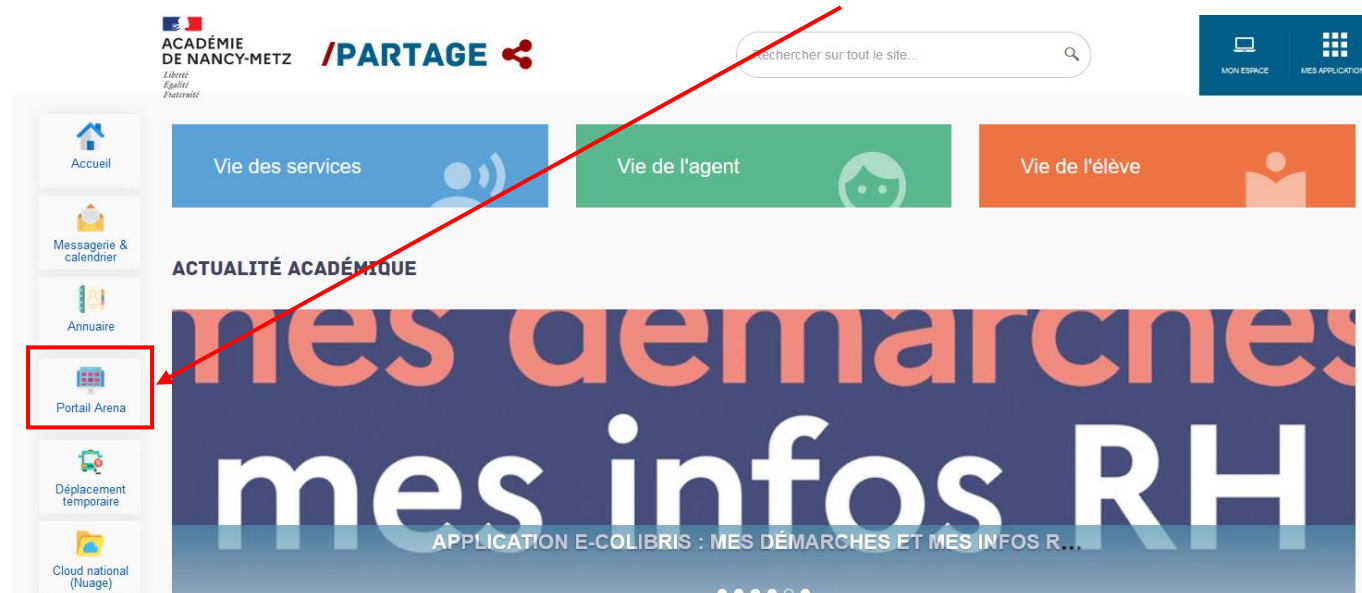 ACADÉMIE
DE NANCY-METZ
Liberté
Égalité
Fraternité
/PARTAGE
Rechercher sur tout le site...
MON ESPACE
MES APPLICATION
Accueil
Messagerie &
calendrier
Annuaire
Portail Arena
Déplacement
temporaire
Cloud national
(Nuage)
Vie des services
Vie de l'agent
Vie de l'élève
ACTUALITÉ ACADÉMIQUE
mes démarches
mes infos RH
APPLICATION E-COLIBRIS : MES DÉMARCHES ET MES INFOS R...